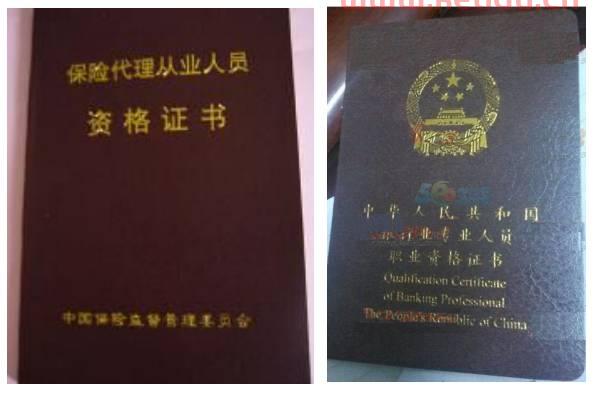 保险代理从业人员
资格证书
中国保险监督管理委员会
中华人民共和国
银行业专业人员
职业资格证书
Qualification Certificate
of Banking Professional
The People's Republic of China